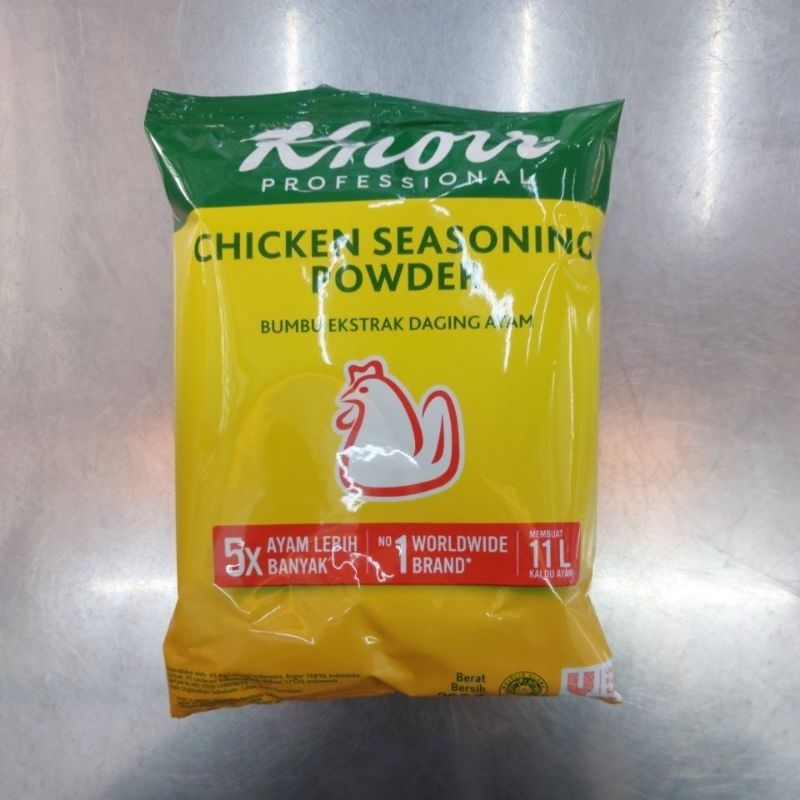 Knorr
PROFESSIONAL
CHICKEN SEASONING
POWDER
BUMBU EKSTRAK DAGING AYAM
5X AYAM LEBIH BANYAK
NO 1 WORLDWIDE BRAND*
MEMBUAT
11 L
KALDU AYAM
Berat
Bersih